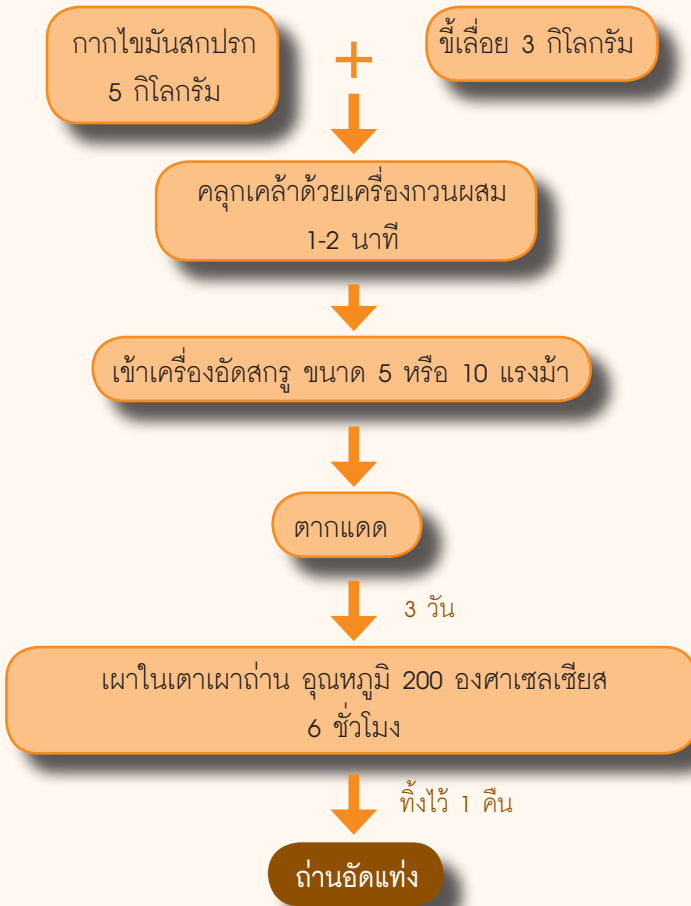 กากไขมันสกปรก
5 กิโลกรัม
+
ขี้เลื่อย 3 กิโลกรัม
คลุกเคล้าด้วยเครื่องกวนผสม
1-2 นาที
เข้าเครื่องอัดสกรู ขนาด 5 หรือ 10 แรงม้า
ตากแดด
3 วัน
เผาในเตาเผาถ่าน อุณหภูมิ 200 องศาเซลเซียส
6 ชั่วโมง
ทิ้งไว้ 1 คืน
ถ่านอัดแท่ง